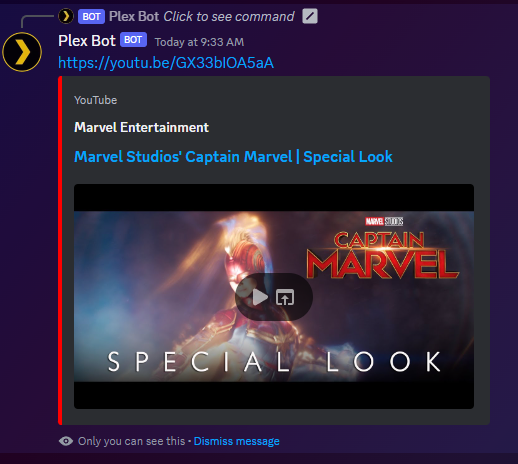 BOT Plex Bot Click to see command
Plex Bot BOT Today at 9:33 AM
https://youtu.be/GX33bIOA5aA
YouTube
Marvel Entertainment
Marvel Studios' Captain Marvel | Special Look
MARVEL STUDIOS
CAPTAIN
MARVEL
SPECIAL LOOK
Only you can see this • Dismiss message